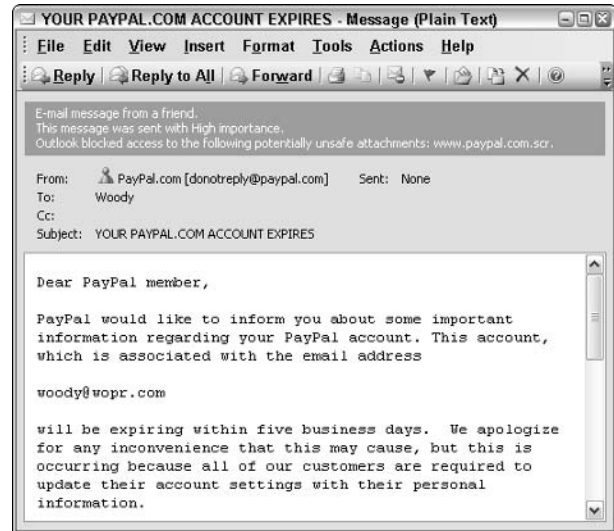 YOUR PAYPAL.COM ACCOUNT EXPIRES - Message (Plain Text)
File Edit View Insert Format Tools Actions Help
Reply Reply to All Forward
E-mail message from a friend.
This message was sent with High importance.
Outlook blocked access to the following potentially unsafe attachments: www.paypal.com.scr.
From: PayPal.com [donotreply@paypal.com] Sent: None
To: Woody
Cc:
Subject: YOUR PAYPAL.COM ACCOUNT EXPIRES
Dear PayPal member,
PayPal would like to inform you about some important
information regarding your PayPal account. This account,
which is associated with the email address
woody@wopr.com
will be expiring within five business days. We apologize
for any inconvenience that this may cause, but this is
occurring because all of our customers are required to
update their account settings with their personal
information.